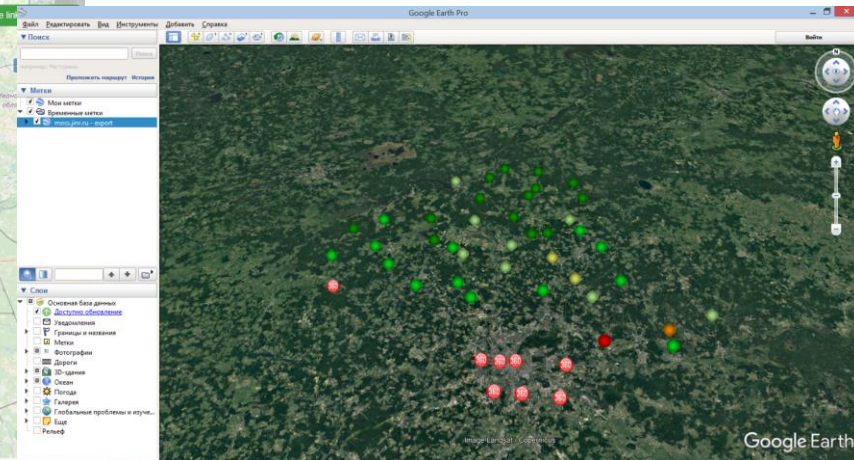 Google Earth Pro
Файл Редактировать Вид Инструменты Добавить Справка
Поиск
Войти
Поиск
Проложить маршрут История
Метки
Мои метки
Временные метки
moss.jinr.ru - export
Слои
Основная база данных
Доступно обновление
Уведомления
Границы и названия
Метки
Фотографии
Дороги
3D-здания
Океан
Погода
Галерея
Глобальные проблемы и изуче...
Еще
Рельеф
N
Image Landsat / Copernicus
Google Earth